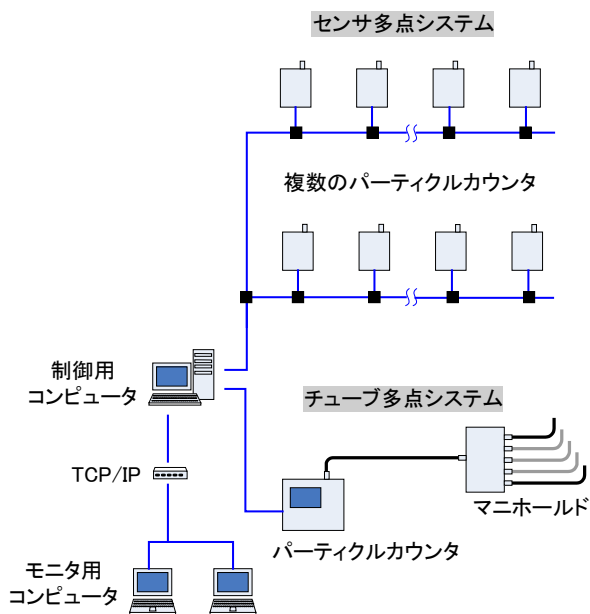 センサ多点システム
複数のパーティクルカウンタ
制御用
コンピュータ
チューブ多点システム
TCP/IP
マニホールド
パーティクルカウンタ
モニタ用
コンピュータ